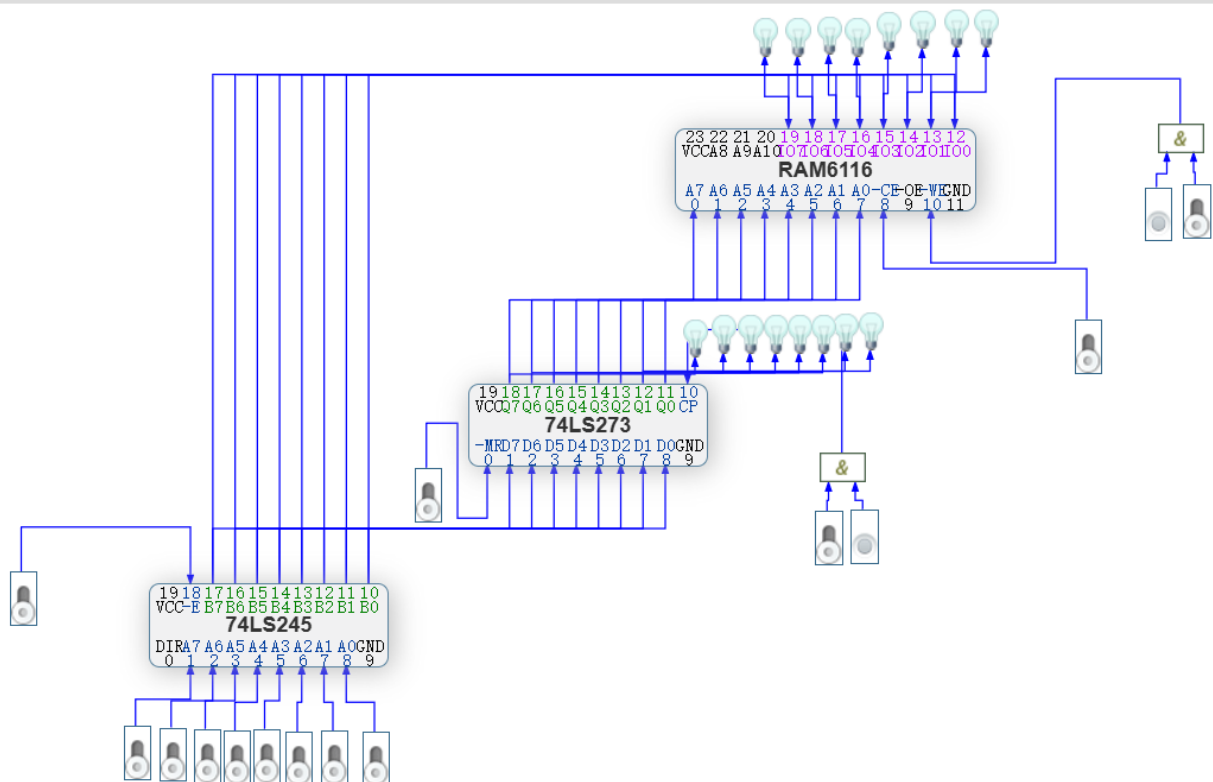 23 22 21 20 19 18 17 16 15 14 13 12
VCC A8 A9 A10 IO7 IO6 IO5 IO4 IO3 IO2 IO1 IO0
RAM6116
A7 A6 A5 A4 A3 A2 A1 A0 -CE -OE -WE GND
0 1 2 3 4 5 6 7 8 9 10 11
&
19 18 17 16 15 14 13 12 11 10
VCC Q7 Q6 Q5 Q4 Q3 Q2 Q1 Q0 CP
74LS273
-MR D7 D6 D5 D4 D3 D2 D1 D0 GND
0 1 2 3 4 5 6 7 8 9
&
19 18 17 16 15 14 13 12 11 10
VCC -E B7 B6 B5 B4 B3 B2 B1 B0
74LS245
DIR A7 A6 A5 A4 A3 A2 A1 A0 GND
0 1 2 3 4 5 6 7 8 9